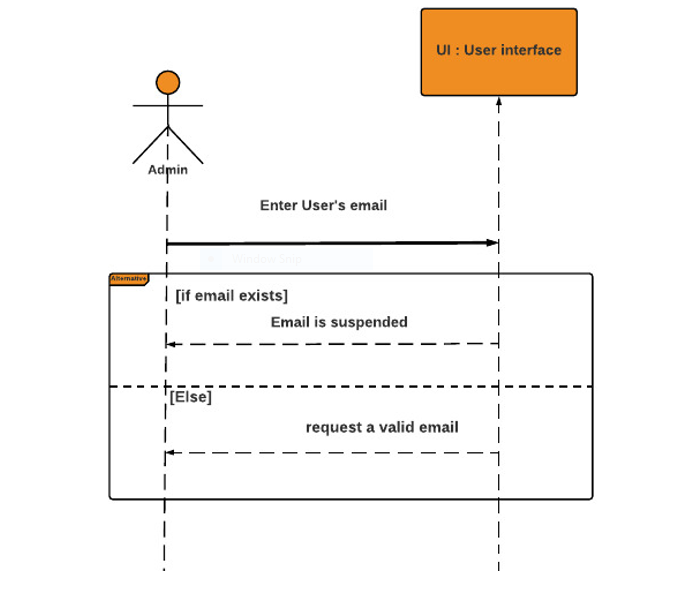 UI : User interface
Admin
Enter User's email
Window Snip
Alternative
[if email exists]
Email is suspended
[Else]
request a valid email